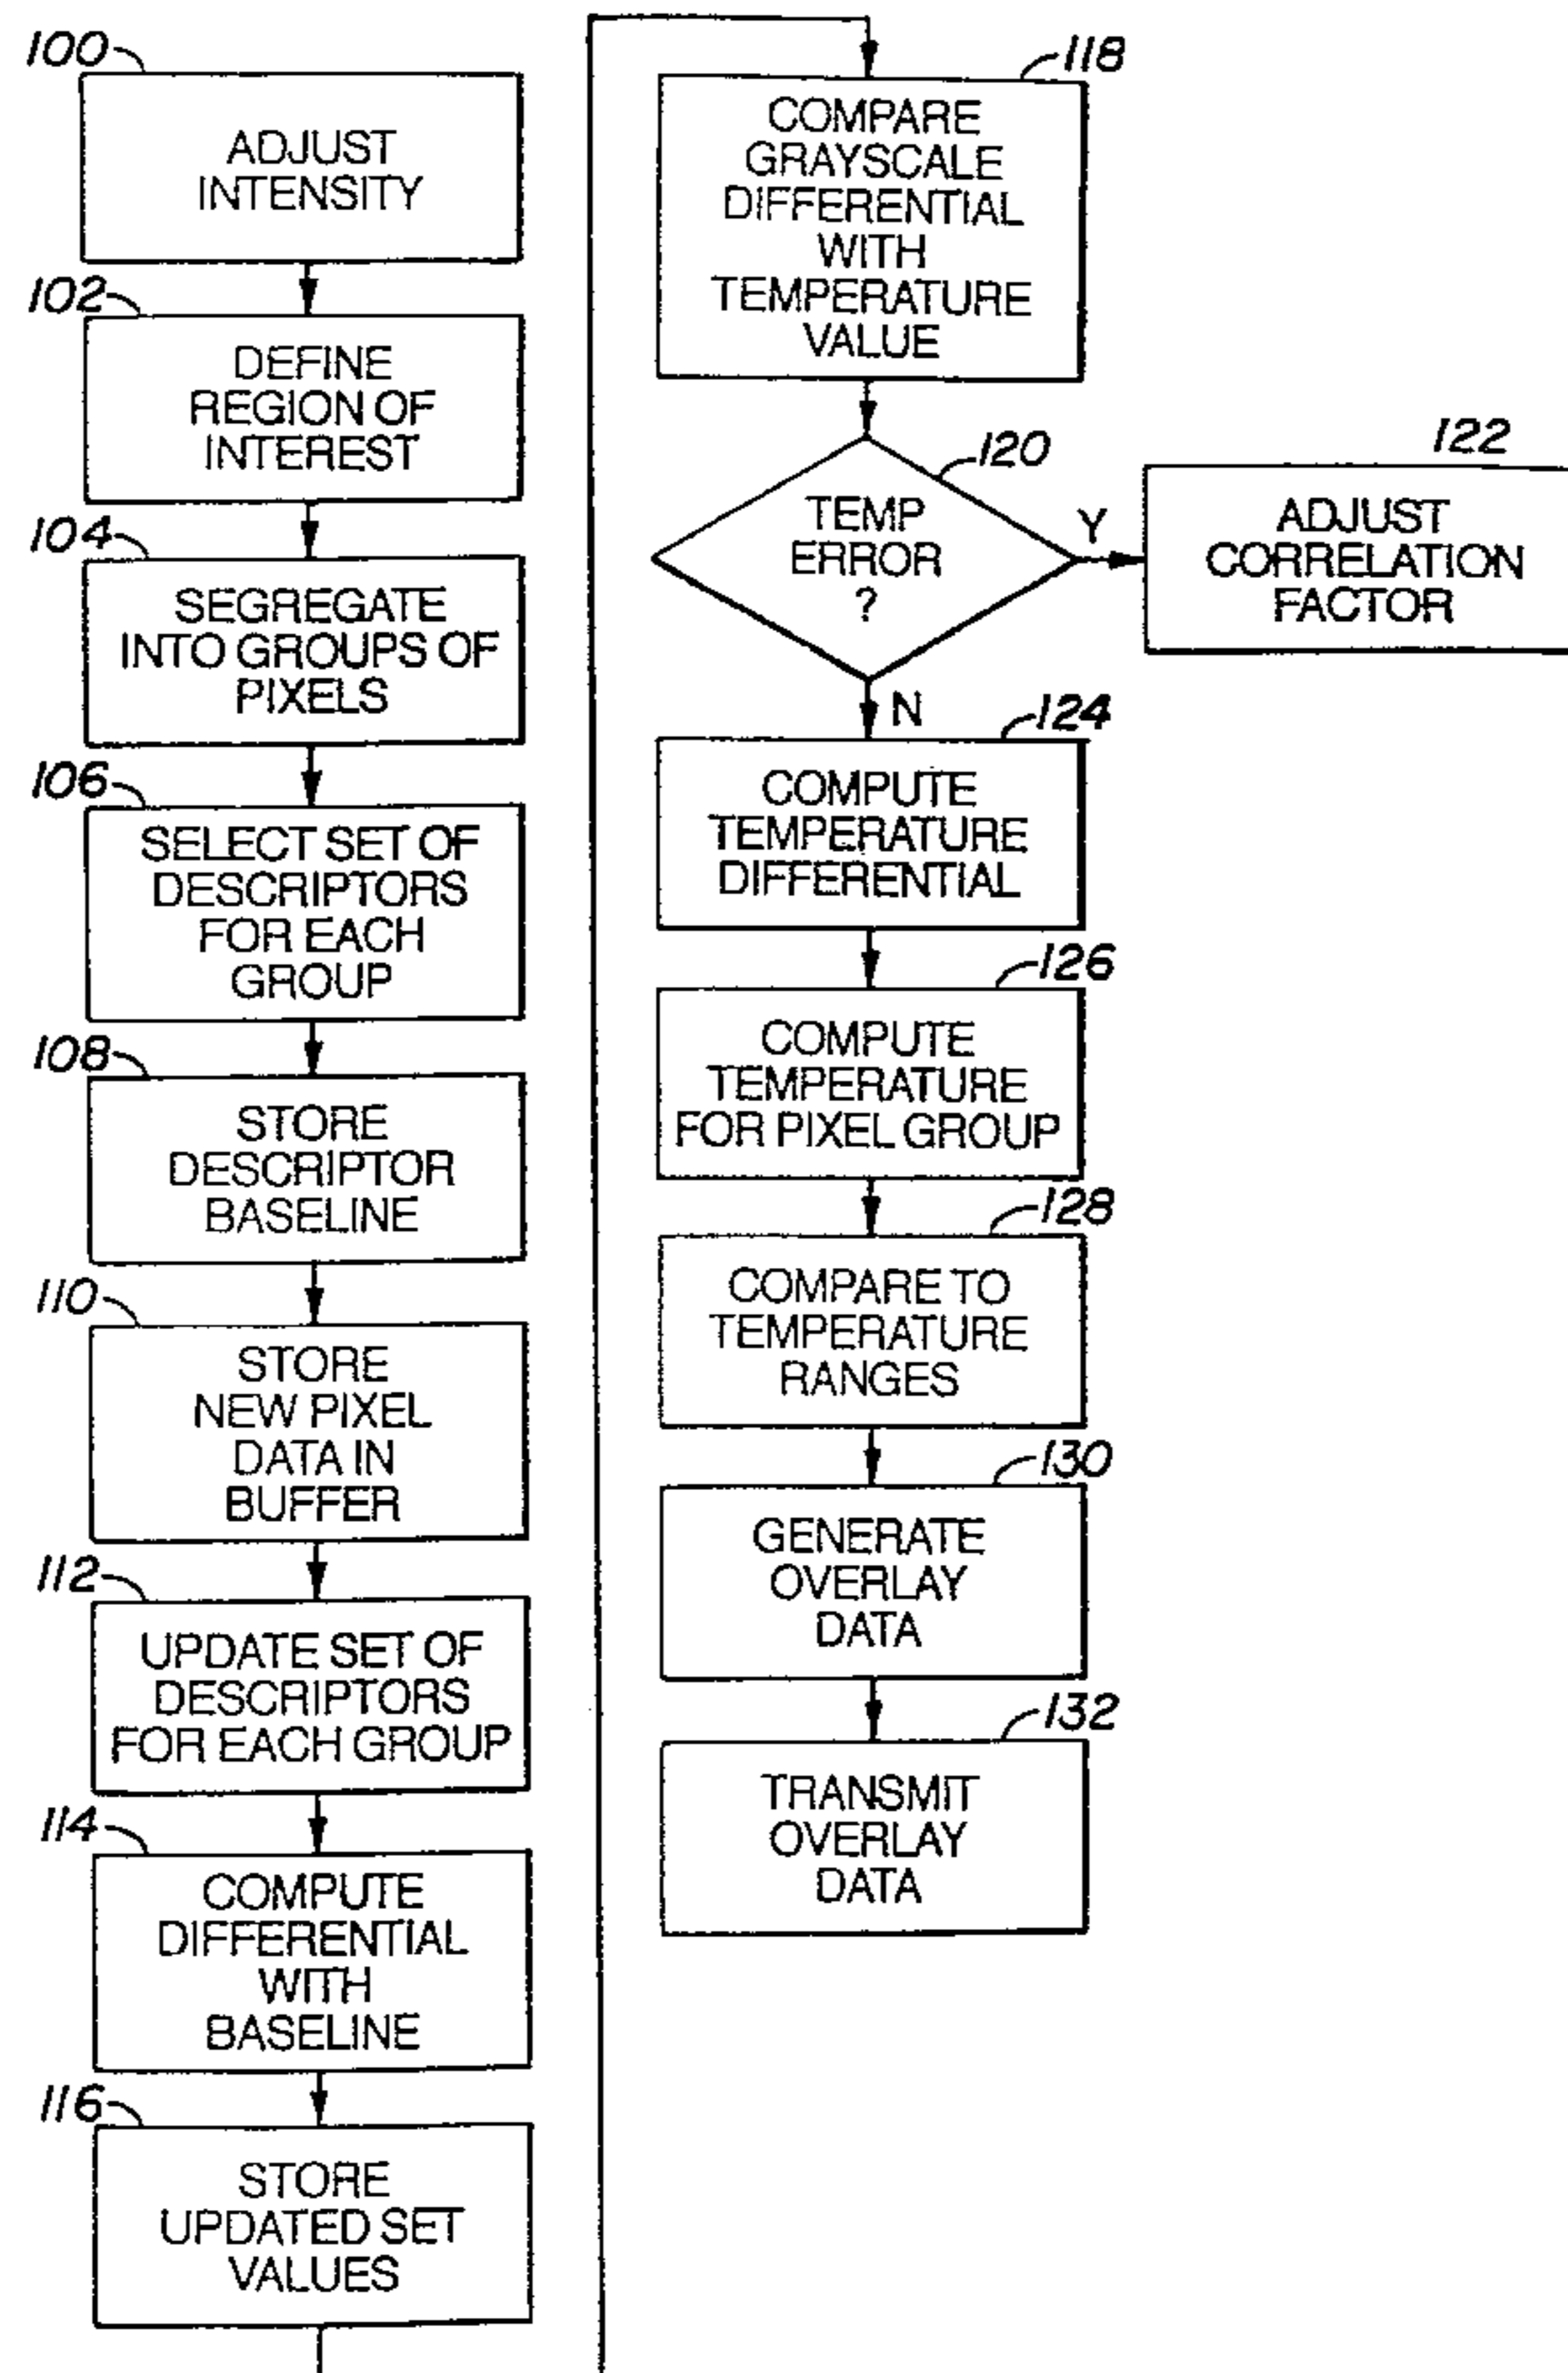 100
ADJUST
INTENSITY
102
DEFINE
REGION OF
INTEREST
104
SEGREGATE
INTO GROUPS OF
PIXELS
106
SELECT SET OF
DESCRIPTORS
FOR EACH
GROUP
108
STORE
DESCRIPTOR
BASELINE
110
STORE
NEW PIXEL
DATA IN
BUFFER
112
UPDATE SET OF
DESCRIPTORS
FOR EACH GROUP
114
COMPUTE
DIFFERENTIAL
WITH
BASELINE
116
STORE
UPDATED SET
VALUES
118
COMPARE
GRAYSCALE
DIFFERENTIAL
WITH
TEMPERATURE
VALUE
120
TEMP
ERROR
?
Y
122
ADJUST
CORRELATION
FACTOR
N
124
COMPUTE
TEMPERATURE
DIFFERENTIAL
126
COMPUTE
TEMPERATURE
FOR PIXEL GROUP
128
COMPARE TO
TEMPERATURE
RANGES
130
GENERATE
OVERLAY
DATA
132
TRANSMIT
OVERLAY
DATA